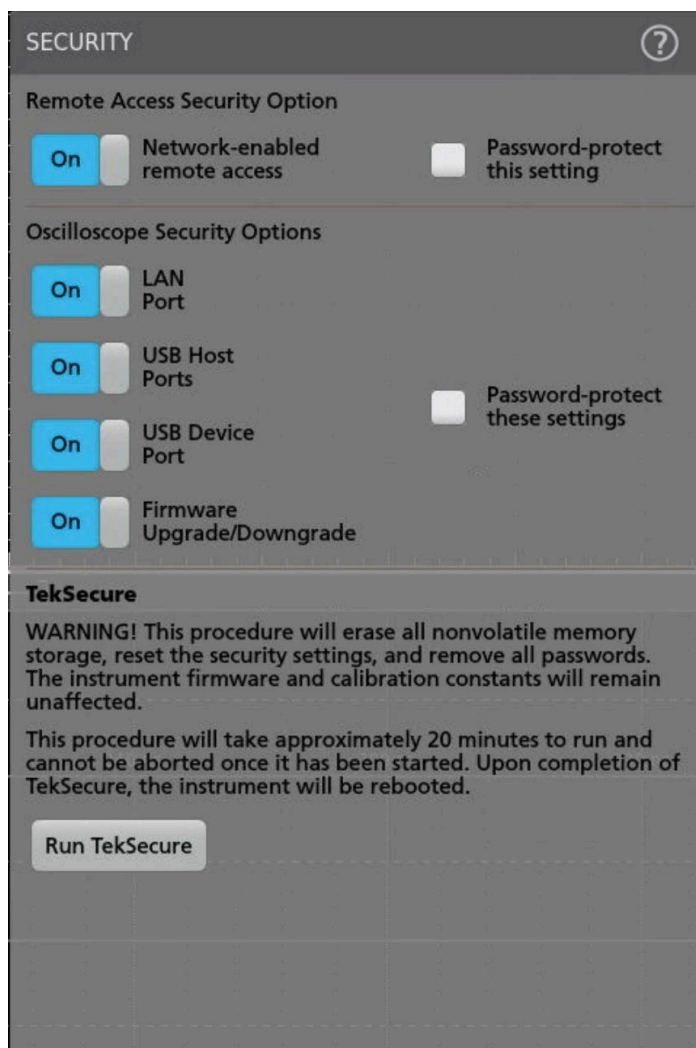 SECURITY
?
Remote Access Security Option
On
Network-enabled
remote access
Password-protect
this setting
Oscilloscope Security Options
On
LAN
Port
On
USB Host
Ports
Password-protect
these settings
On
USB Device
Port
On
Firmware
Upgrade/Downgrade
TekSecure
WARNING! This procedure will erase all nonvolatile memory
storage, reset the security settings, and remove all passwords.
The instrument firmware and calibration constants will remain
unaffected.
This procedure will take approximately 20 minutes to run and
cannot be aborted once it has been started. Upon completion of
TekSecure, the instrument will be rebooted.
Run TekSecure